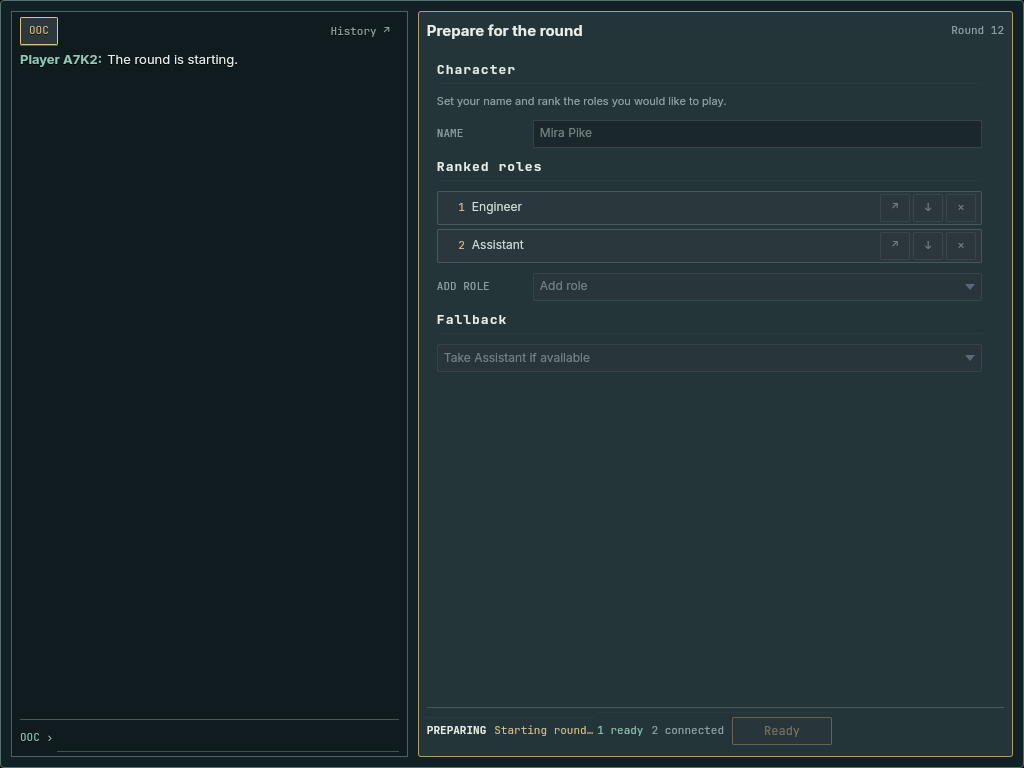 OOC
History ↗
Player A7K2: The round is starting.
OOC ›
Prepare for the round
Round 12
Character
Set your name and rank the roles you would like to play.
NAME
Mira Pike
Ranked roles
1 Engineer ↗ ↓ ×
2 Assistant ↗ ↓ ×
ADD ROLE
Add role
Fallback
Take Assistant if available
PREPARING Starting round… 1 ready 2 connected Ready